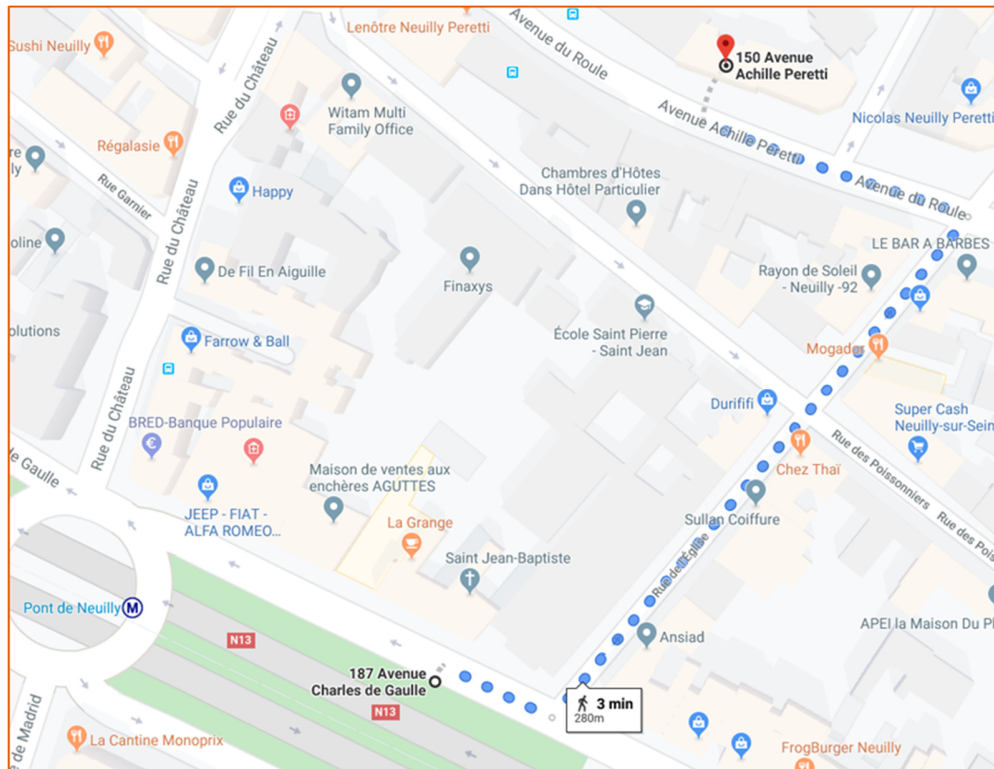 Lenôtre Neuilly Peretti
Sushi Neuilly
Rue du Château
Avenue du Roule
150 Avenue
Achille Peretti
Witam Multi
Family Office
Avenue Achille Peretti
Nicolas Neuilly Peretti
Régalasie
Rue Garnier
Happy
Chambres d'Hôtes
Dans Hôtel Particulier
Avenue du Roule
Rue du Château
LE BAR A BARBES
De Fil En Aiguille
Finaxys
Rayon de Soleil
- Neuilly -92
École Saint Pierre
- Saint Jean
Farrow & Ball
Mogador
Rue du Château
Durififi
Super Cash
Neuilly-sur-Sein
BRED-Banque Populaire
€
Rue des Poissonniers
Chez Thaï
de Gaulle
Maison de ventes aux
enchères AGUTTES
JEEP - FIAT -
ALFA ROMEO...
La Grange
Sullan Coiffure
Rue des Pois
Saint Jean-Baptiste
Rue de l'Église
Pont de Neuilly M
APEI la Maison Du Pl
N13
Ansiad
187 Avenue
Charles de Gaulle
N13
3 min
280m
de Madrid
La Cantine Monoprix
FrogBurger Neuilly